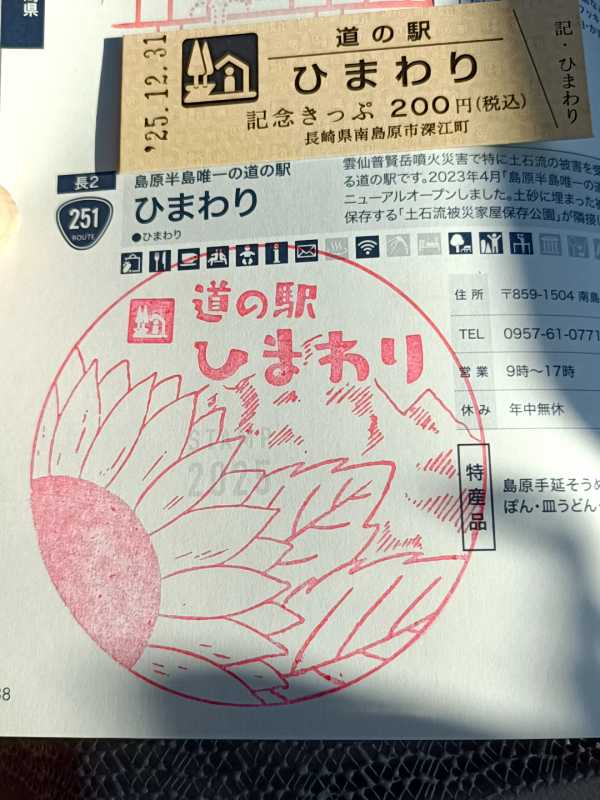 県
道の駅
ひまわり
記念きっぷ 200円(税込)
長崎県南島原市深江町
'25.12.31
記・ひまわり
長2
251
ROUTE
島原半島唯一の道の駅
ひまわり
●ひまわり
雲仙普賢岳噴火災害で特に土石流の被害を受
る道の駅です。2023年4月「島原半島唯一の道
ニューアルオープンしました。土砂に埋まった被
保存する「土石流被災家屋保存公園」が隣接し
住所 〒859-1504 南島
TEL 0957-61-0771
営業 9時〜17時
休み 年中無休
道の駅
ひまわり
STAMP
2025
特産品
島原手延そうめ
ぽん・皿うどん・